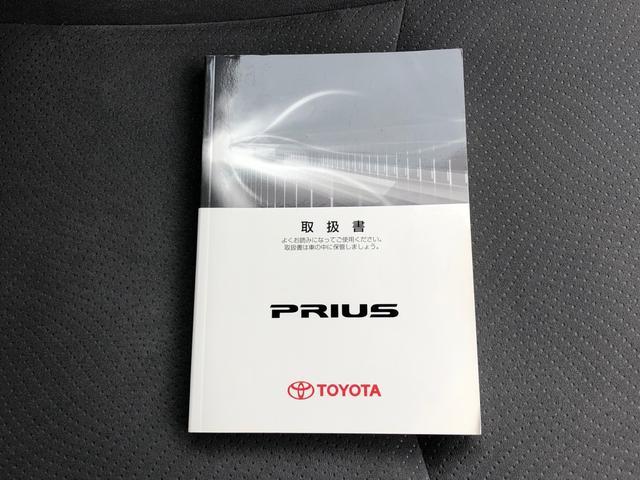 取扱書
よくお読みになってご使用ください。
取扱書は車の中に保管しましょう。
PRIUS
TOYOTA